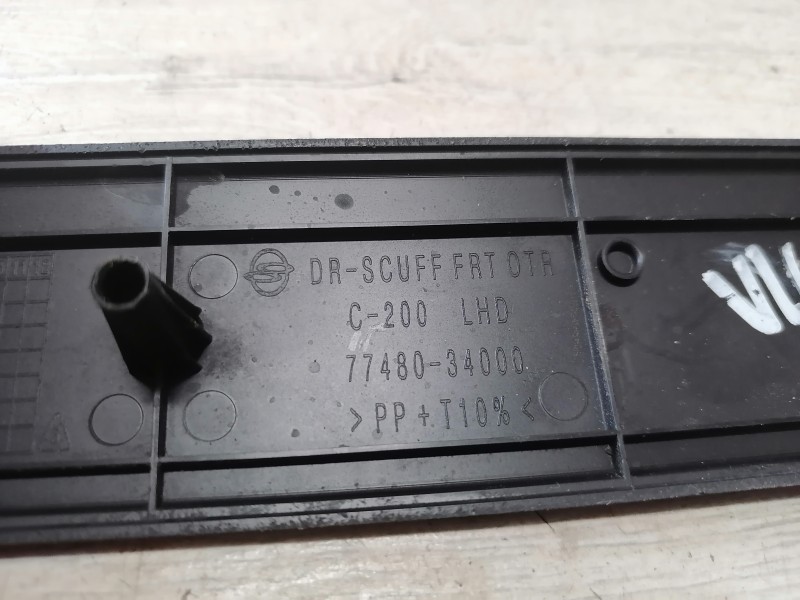 DR-SCUFF FRT OTR
C-200 LHD
77480-34000
>PP+T10%<